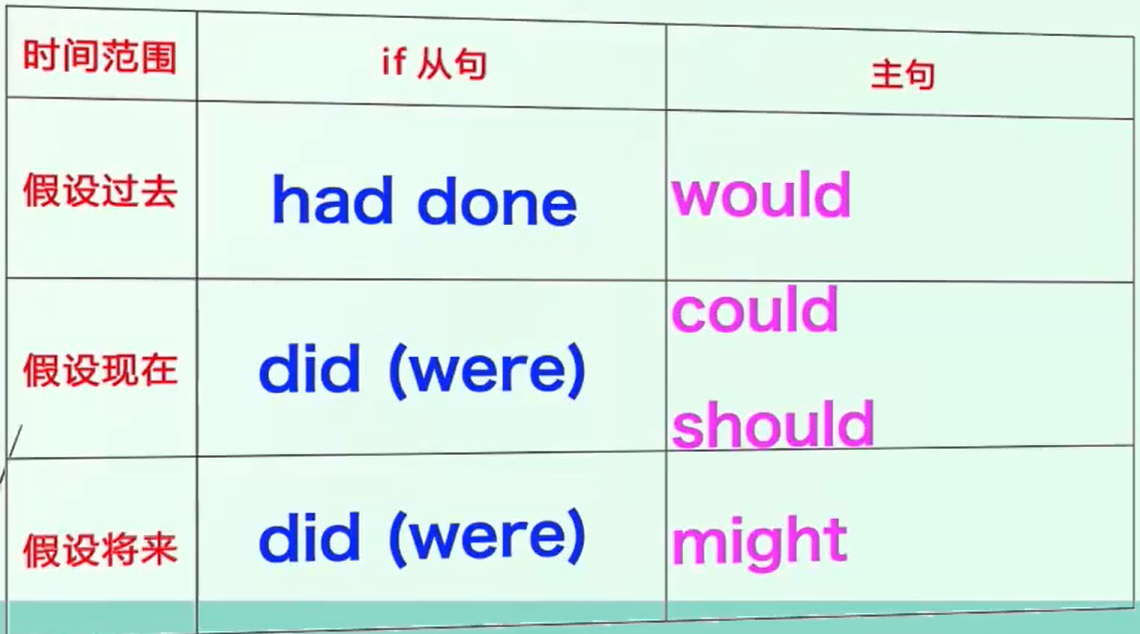 时间范围 if 从句 主句
假设过去 had done would
could
假设现在 did (were)
should
假设将来 did (were) might